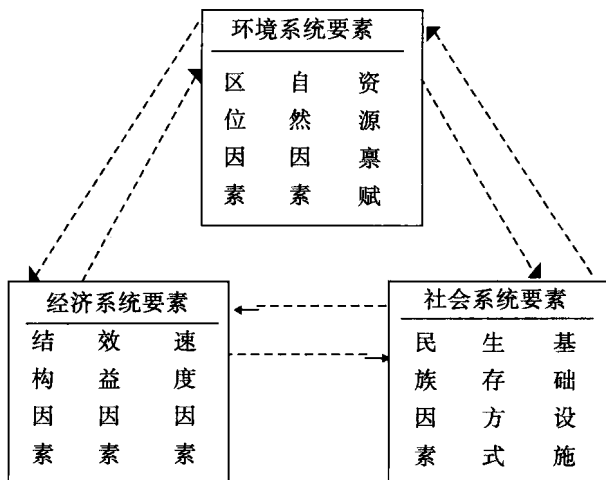 环境系统要素
区位因素
自然因素
资源禀赋
经济系统要素
结构因素
效益因素
速度因素
社会系统要素
民族因素
生存方式
基础设施